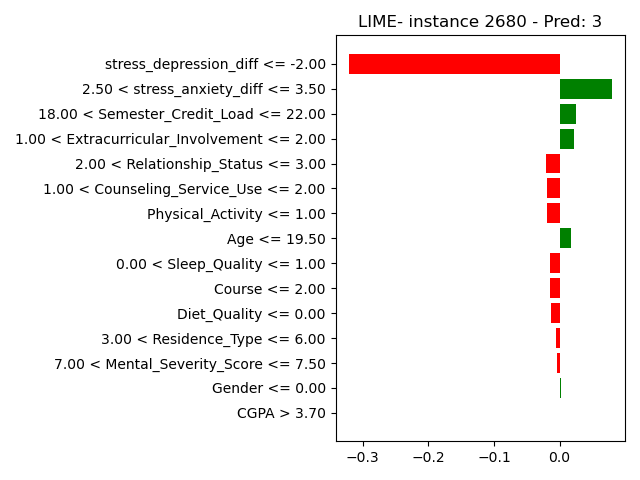 LIME- instance 2680 - Pred: 3
stress_depression_diff <= -2.00
2.50 < stress_anxiety_diff <= 3.50
18.00 < Semester_Credit_Load <= 22.00
1.00 < Extracurricular_Involvement <= 2.00
2.00 < Relationship_Status <= 3.00
1.00 < Counseling_Service_Use <= 2.00
Physical_Activity <= 1.00
Age <= 19.50
0.00 < Sleep_Quality <= 1.00
Course <= 2.00
Diet_Quality <= 0.00
3.00 < Residence_Type <= 6.00
7.00 < Mental_Severity_Score <= 7.50
Gender <= 0.00
CGPA > 3.70
−0.3 −0.2 −0.1 0.0